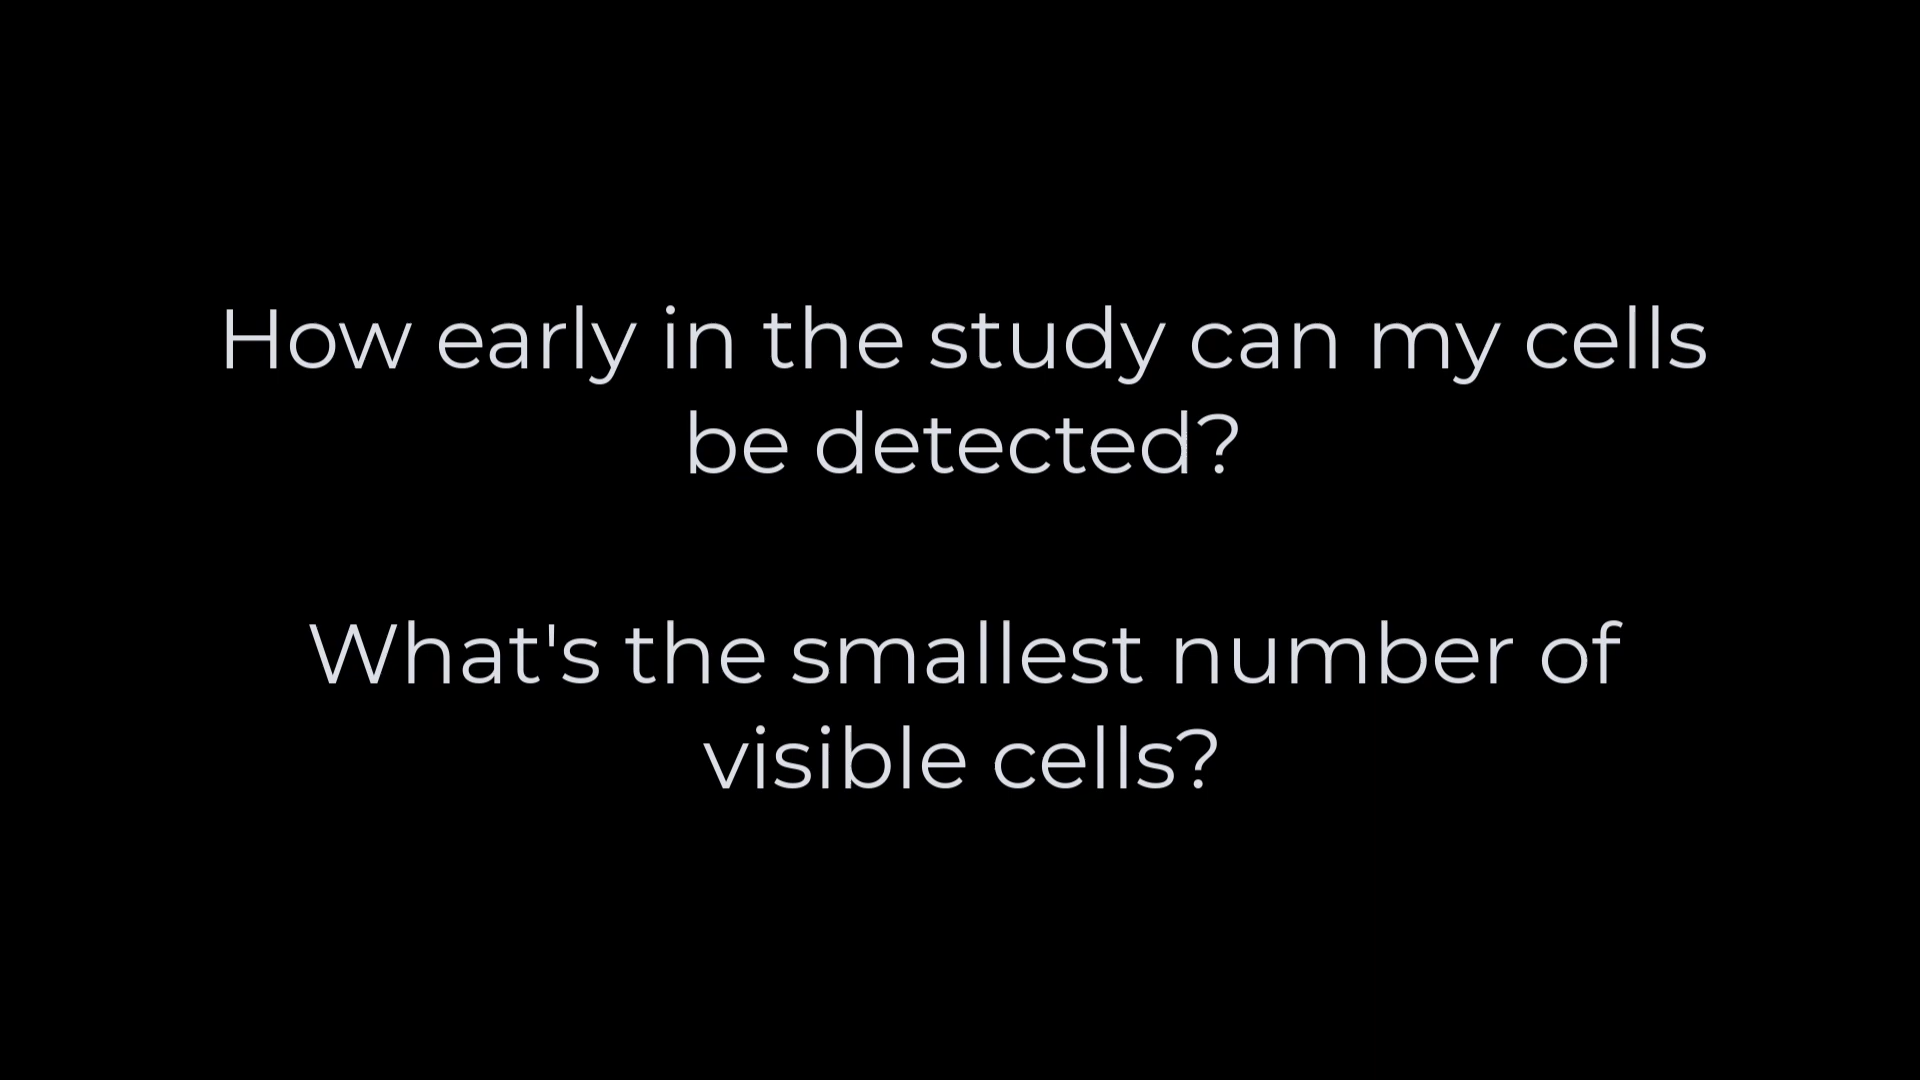 How early in the study can my cells
be detected?
What's the smallest number of
visible cells?